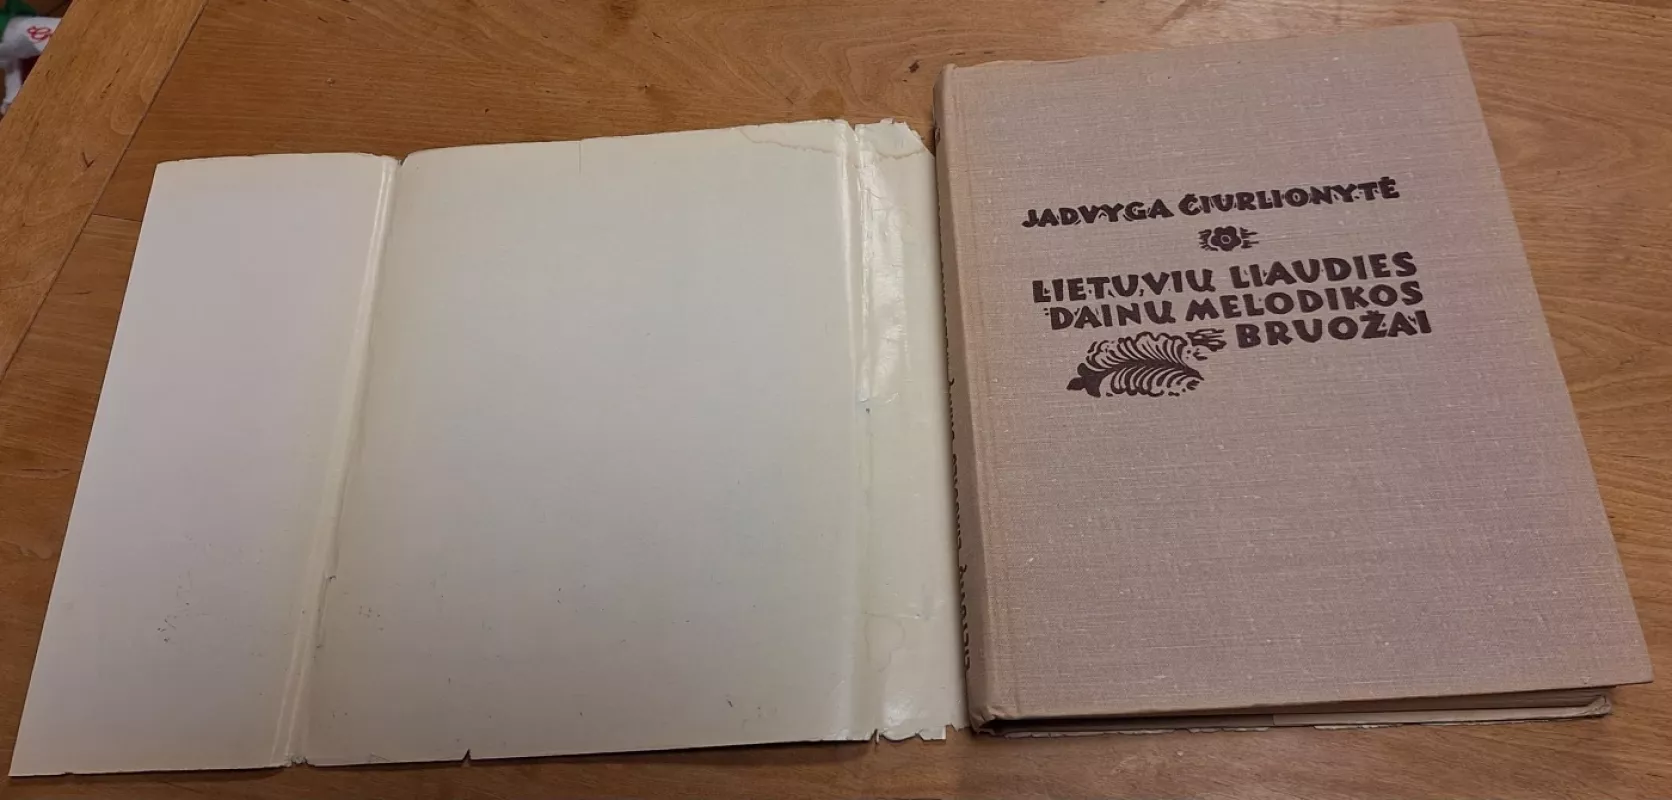 JADVYGA ČIURLIONYTĖ
LIETUVIŲ LIAUDIES
DAINŲ MELODIKOS
BRUOŽAI